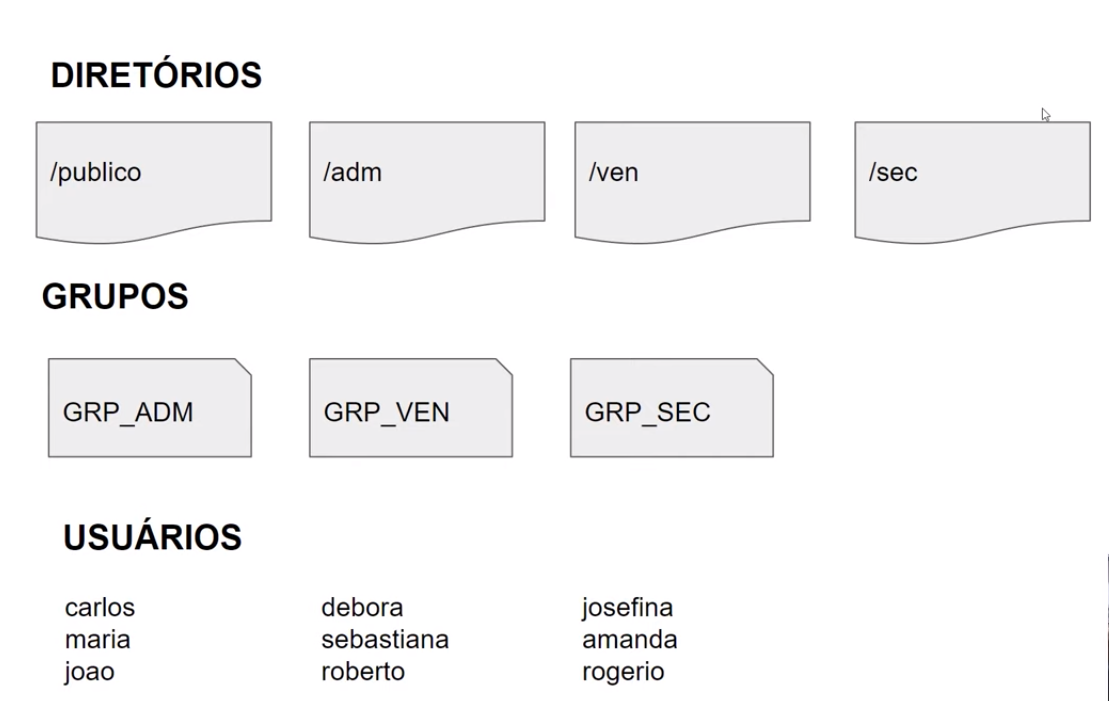 DIRETÓRIOS
/publico
/adm
/ven
/sec
GRUPOS
GRP_ADM
GRP_VEN
GRP_SEC
USUÁRIOS
carlos
maria
joao
debora
sebastiana
roberto
josefina
amanda
rogerio